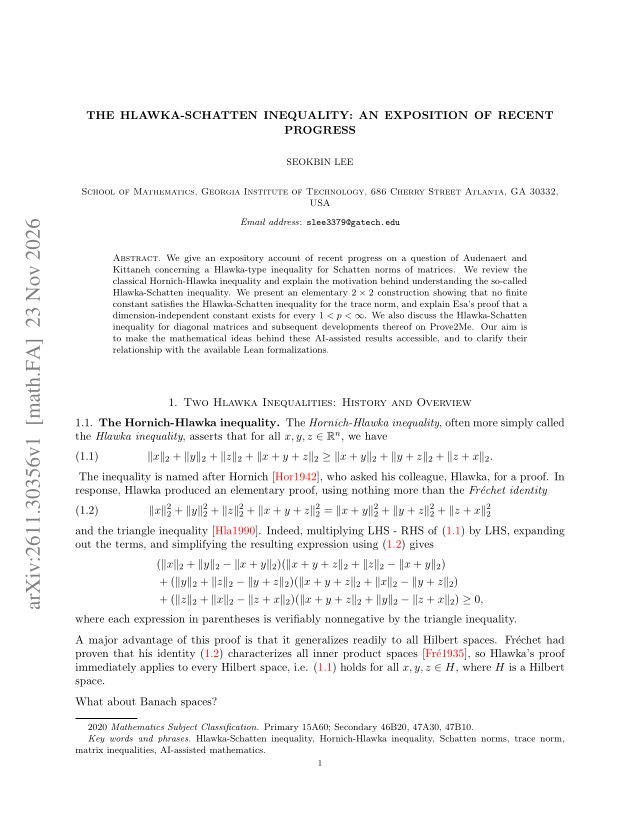 THE HLAWKA-SCHATTEN INEQUALITY: AN EXPOSITION OF RECENT
PROGRESS
SEOKBIN LEE
School of Mathematics, Georgia Institute of Technology, 686 Cherry Street Atlanta, GA 30332,
USA
Email address: slee3379@gatech.edu
Abstract. We give an expository account of recent progress on a question of Audenaert and
Kittaneh concerning a Hlawka-type inequality for Schatten norms of matrices. We review the
classical Hornich-Hlawka inequality and explain the motivation behind understanding the so-called
Hlawka-Schatten inequality. We present an elementary 2 × 2 construction showing that no finite
constant satisfies the Hlawka-Schatten inequality for the trace norm, and explain Esa's proof that a
dimension-independent constant exists for every 1 < p < ∞. We also discuss the Hlawka-Schatten
inequality for diagonal matrices and subsequent developments thereof on Prove2Me. Our aim is
to make the mathematical ideas behind these AI-assisted results accessible, and to clarify their
relationship with the available Lean formalizations.
1. Two Hlawka Inequalities: History and Overview
1.1. The Hornich-Hlawka inequality. The Hornich-Hlawka inequality, often more simply called
the Hlawka inequality, asserts that for all x, y, z ∈ ℝⁿ, we have
(1.1) ‖x‖₂ + ‖y‖₂ + ‖z‖₂ + ‖x + y + z‖₂ ≥ ‖x + y‖₂ + ‖y + z‖₂ + ‖z + x‖₂.
The inequality is named after Hornich [Hor1942], who asked his colleague, Hlawka, for a proof. In
response, Hlawka produced an elementary proof, using nothing more than the Fréchet identity
(1.2) ‖x‖₂² + ‖y‖₂² + ‖z‖₂² + ‖x + y + z‖₂² = ‖x + y‖₂² + ‖y + z‖₂² + ‖z + x‖₂²
and the triangle inequality [Hla1990]. Indeed, multiplying LHS - RHS of (1.1) by LHS, expanding
out the terms, and simplifying the resulting expression using (1.2) gives
(‖x‖₂ + ‖y‖₂ − ‖x + y‖₂)(‖x + y + z‖₂ + ‖z‖₂ − ‖x + y‖₂)
+ (‖y‖₂ + ‖z‖₂ − ‖y + z‖₂)(‖x + y + z‖₂ + ‖x‖₂ − ‖y + z‖₂)
+ (‖z‖₂ + ‖x‖₂ − ‖z + x‖₂)(‖x + y + z‖₂ + ‖y‖₂ − ‖z + x‖₂) ≥ 0,
where each expression in parentheses is verifiably nonnegative by the triangle inequality.
A major advantage of this proof is that it generalizes readily to all Hilbert spaces. Fréchet had
proven that his identity (1.2) characterizes all inner product spaces [Fré1935], so Hlawka's proof
immediately applies to every Hilbert space, i.e. (1.1) holds for all x, y, z ∈ H, where H is a Hilbert
space.
What about Banach spaces?
2020 Mathematics Subject Classification. Primary 15A60; Secondary 46B20, 47A30, 47B10.
Key words and phrases. Hlawka-Schatten inequality, Hornich-Hlawka inequality, Schatten norms, trace norm,
matrix inequalities, AI-assisted mathematics.
1
arXiv:2611.30356v1 [math.FA] 23 Nov 2026